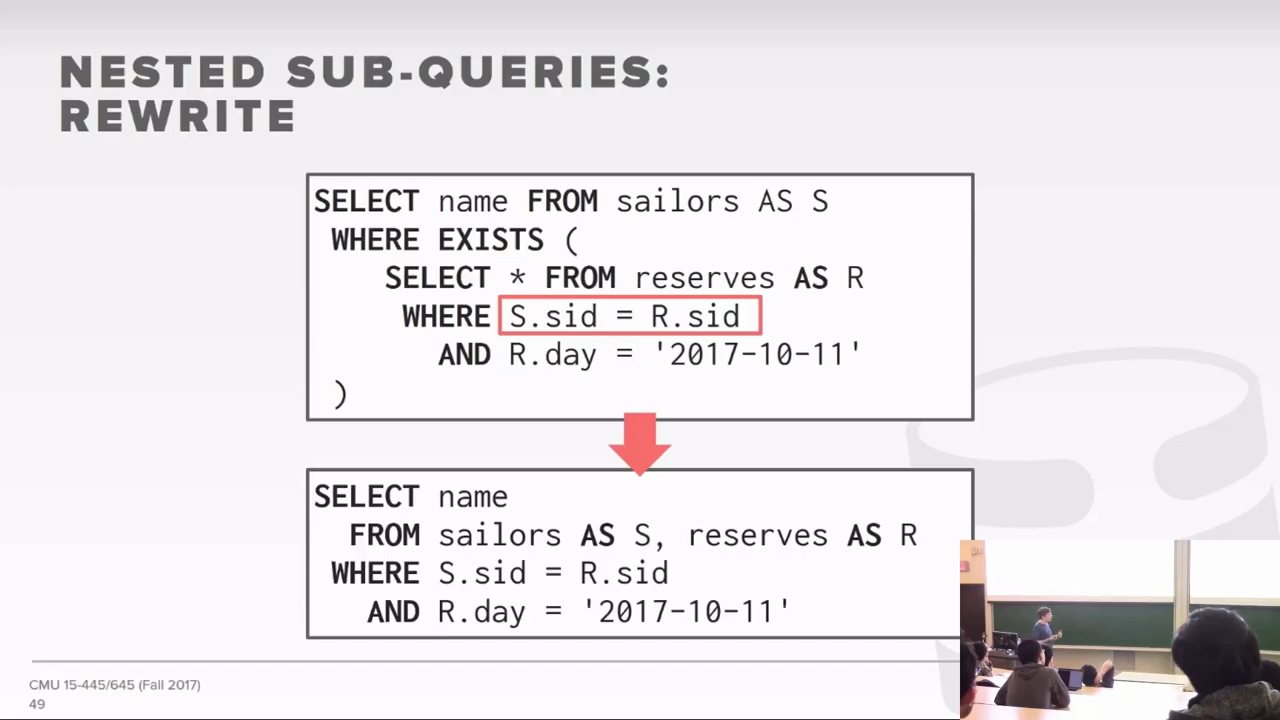 NESTED SUB-QUERIES:
REWRITE
SELECT name FROM sailors AS S
WHERE EXISTS (
SELECT * FROM reserves AS R
WHERE S.sid = R.sid
AND R.day = '2017-10-11'
)
SELECT name
FROM sailors AS S, reserves AS R
WHERE S.sid = R.sid
AND R.day = '2017-10-11'
CMU 15-445/645 (Fall 2017)
49